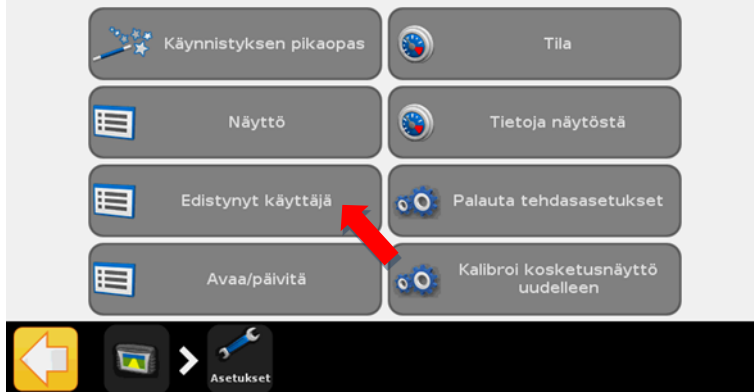 Käynnistyksen pikaopas
Tila
Näyttö
Tietoja näytöstä
Edistynyt käyttäjä
Palauta tehdasasetukset
Avaa/päivitä
Kalibroi kosketusnäyttö
uudelleen
Asetukset